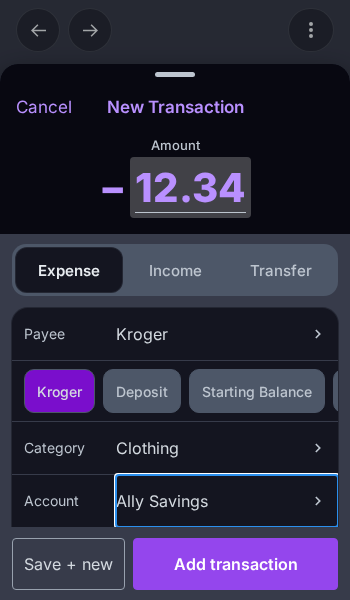 Cancel New Transaction
Amount
– 12.34
Expense Income Transfer
Payee Kroger
Kroger Deposit Starting Balance
Category Clothing
Account Ally Savings
Save + new Add transaction